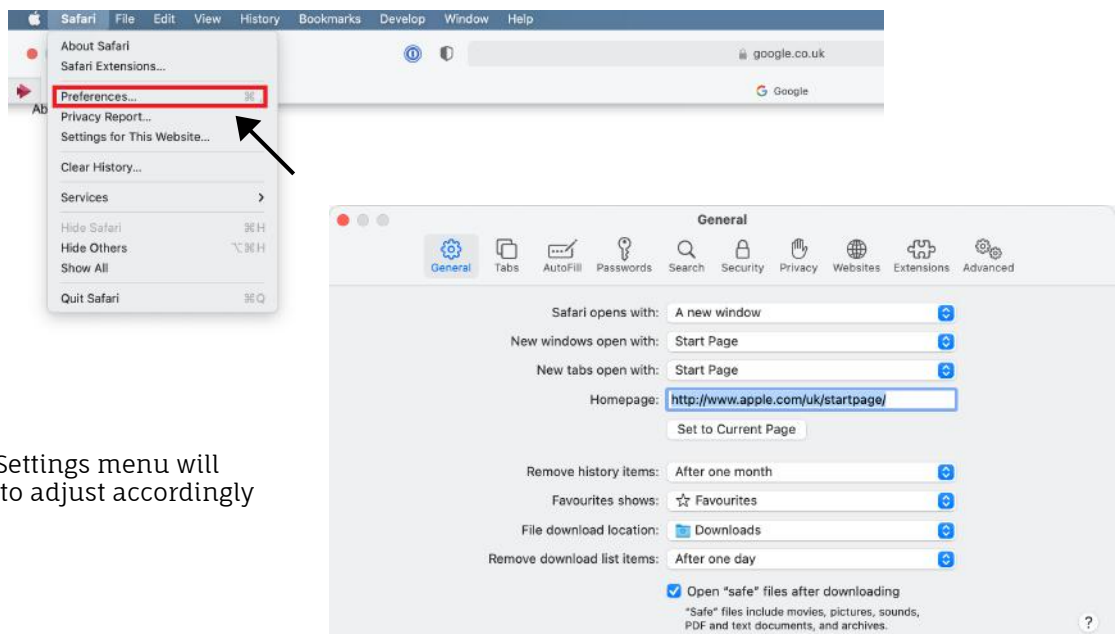 Safari File Edit View History Bookmarks Develop Window Help
About Safari
Safari Extensions...
google.co.uk
Preferences... ⌘ ,
G Google
Ab
Privacy Report...
Settings for This Website...
Clear History...
Services >
Hide Safari ⌘H
Hide Others ⌥⌘H
Show All
Quit Safari ⌘Q
General
General Tabs AutoFill Passwords Search Security Privacy Websites Extensions Advanced
Safari opens with: A new window
New windows open with: Start Page
New tabs open with: Start Page
Homepage: http://www.apple.com/uk/startpage/
Set to Current Page
Settings menu will
to adjust accordingly
Remove history items: After one month
Favourites shows: ☆ Favourites
File download location: Downloads
Remove download list items: After one day
Open "safe" files after downloading
"Safe" files include movies, pictures, sounds,
PDF and text documents, and archives.
?